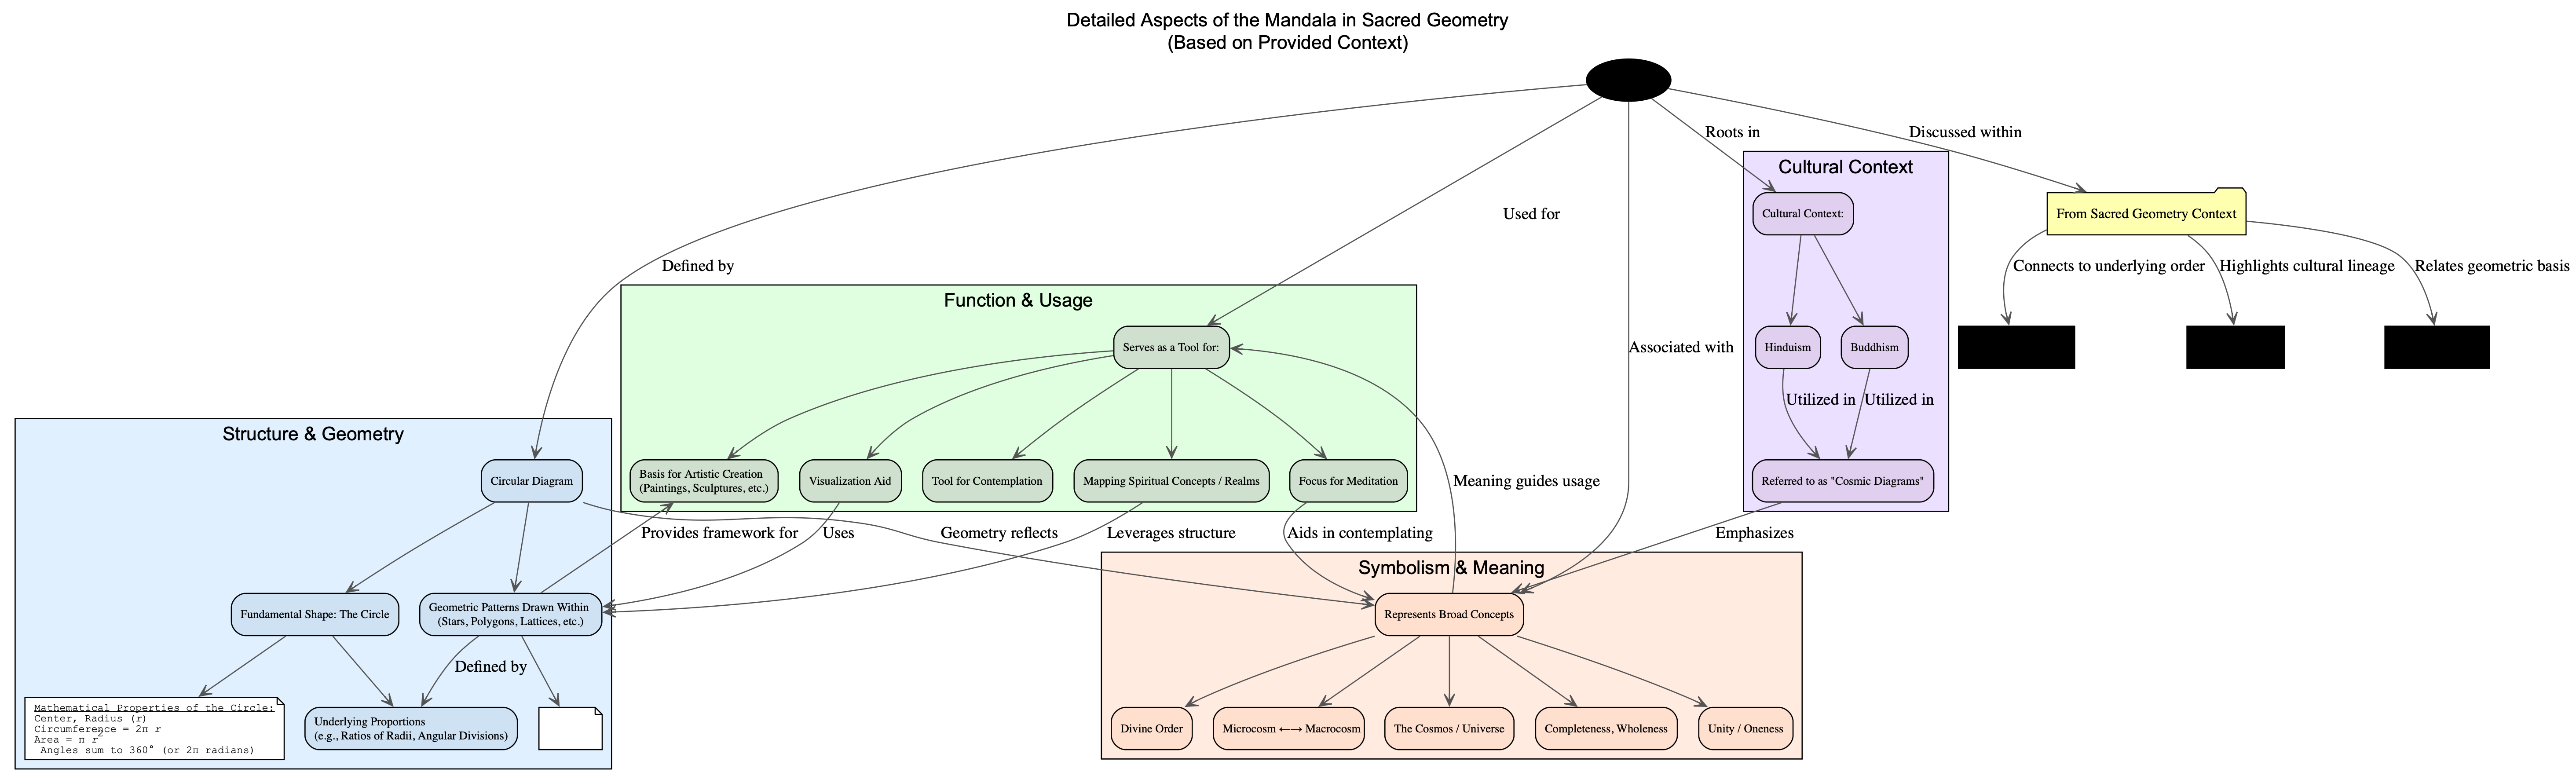 Detailed Aspects of the Mandala in Sacred Geometry
(Based on Provided Context)
Roots in
Discussed within
Cultural Context
Used for
Cultural Context:
From Sacred Geometry Context
Defined by
Connects to underlying order
Highlights cultural lineage
Relates geometric basis
Function & Usage
Serves as a Tool for:
Associated with
Hinduism
Buddhism
Utilized in
Utilized in
Structure & Geometry
Circular Diagram
Basis for Artistic Creation
(Paintings, Sculptures, etc.)
Visualization Aid
Tool for Contemplation
Mapping Spiritual Concepts / Realms
Focus for Meditation
Meaning guides usage
Referred to as "Cosmic Diagrams"
Provides framework for
Uses
Geometry reflects
Leverages structure
Aids in contemplating
Emphasizes
Symbolism & Meaning
Fundamental Shape: The Circle
Geometric Patterns Drawn Within
(Stars, Polygons, Lattices, etc.)
Represents Broad Concepts
Defined by
Mathematical Properties of the Circle:
Center, Radius (r)
Circumference = 2π r
Area = π r²
Angles sum to 360° (or 2π radians)
Underlying Proportions
(e.g., Ratios of Radii, Angular Divisions)
Divine Order
Microcosm ←→ Macrocosm
The Cosmos / Universe
Completeness, Wholeness
Unity / Oneness